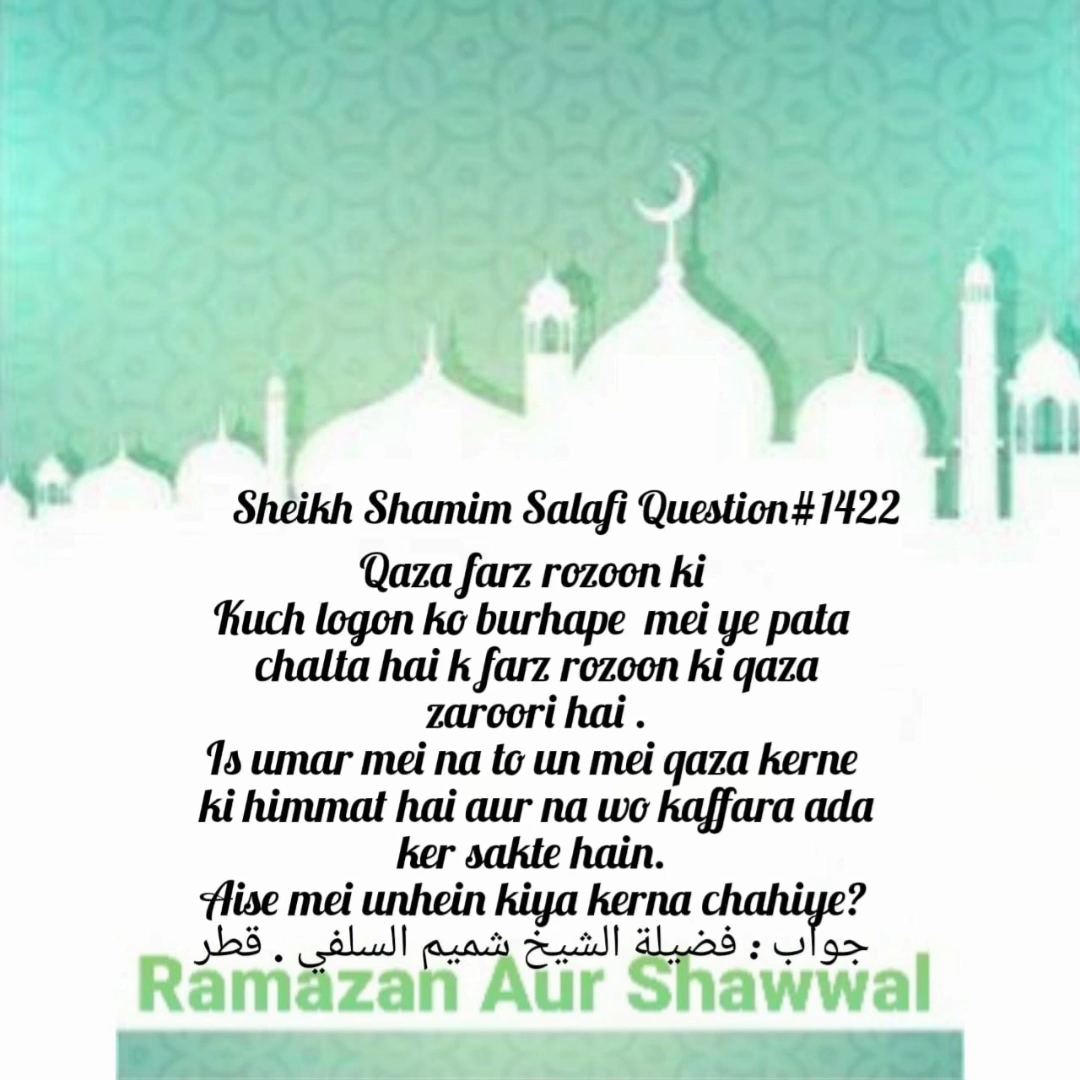 Sheikh Shamim Salafi Question#1422
Qaza farz rozoon ki
Kuch logon ko burhape mei ye pata
chalta hai k farz rozoon ki qaza
zaroori hai .
Is umar mei na to un mei qaza kerne
ki himmat hai aur na wo kaffara ada
ker sakte hain.
Aise mei unhein kiya kerna chahiye?
جواب : فضيلة الشيخ شميم السلفي . قطر
Ramazan Aur Shawwal